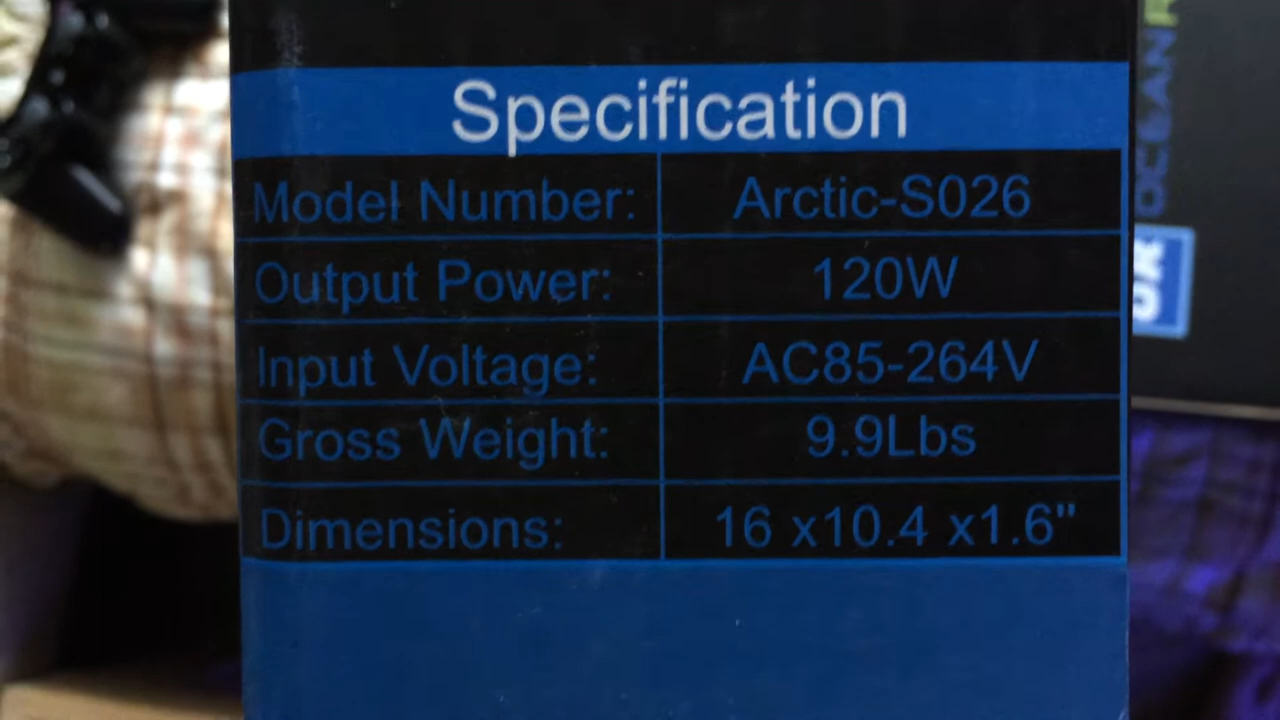 Specification
Model Number: Arctic-S026
Output Power: 120W
Input Voltage: AC85-264V
Gross Weight: 9.9Lbs
Dimensions: 16 x10.4 x1.6"
OCEAN